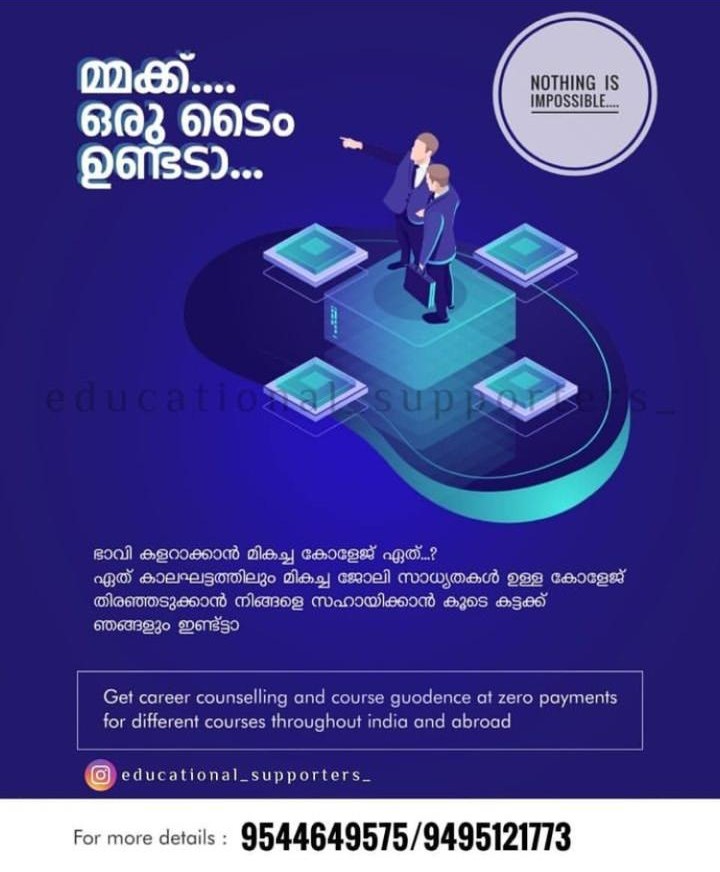 മ്മക്ക്....
ഒരു ടൈം
ഉണ്ടടാ...
NOTHING IS
IMPOSSIBLE....
educational_supporters_
ഭാവി കളറാക്കാൻ മികച്ച കോളേജ് ഏത്...?
ഏത് കാലഘട്ടത്തിലും മികച്ച ജോലി സാധ്യതകൾ ഉള്ള കോളേജ്
തിരഞ്ഞടുക്കാൻ നിങ്ങളെ സഹായിക്കാൻ കൂടെ കട്ടക്ക്
ഞങ്ങളും ഇണ്ട്ട്ടാ
Get career counselling and course guodence at zero payments
for different courses throughout india and abroad
educational_supporters_
For more details : 9544649575/9495121773